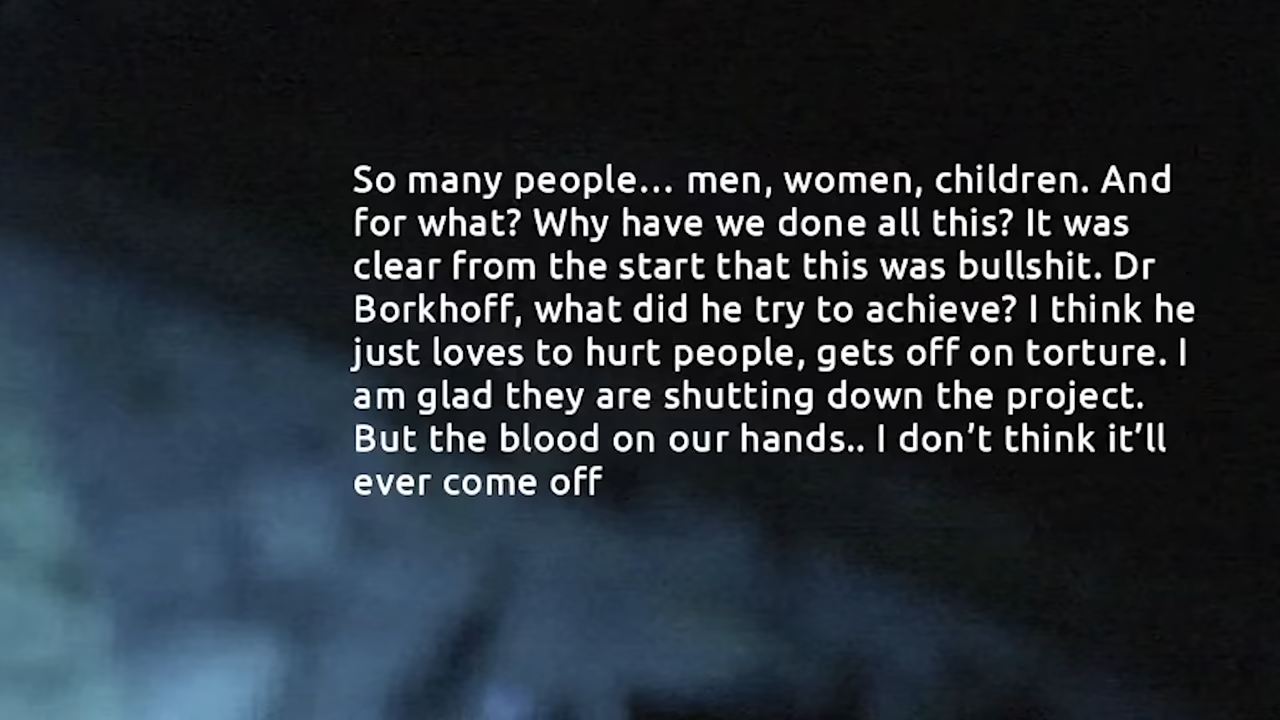 So many people... men, women, children. And
for what? Why have we done all this? It was
clear from the start that this was bullshit. Dr
Borkhoff, what did he try to achieve? I think he
just loves to hurt people, gets off on torture. I
am glad they are shutting down the project.
But the blood on our hands.. I don’t think it’ll
ever come off